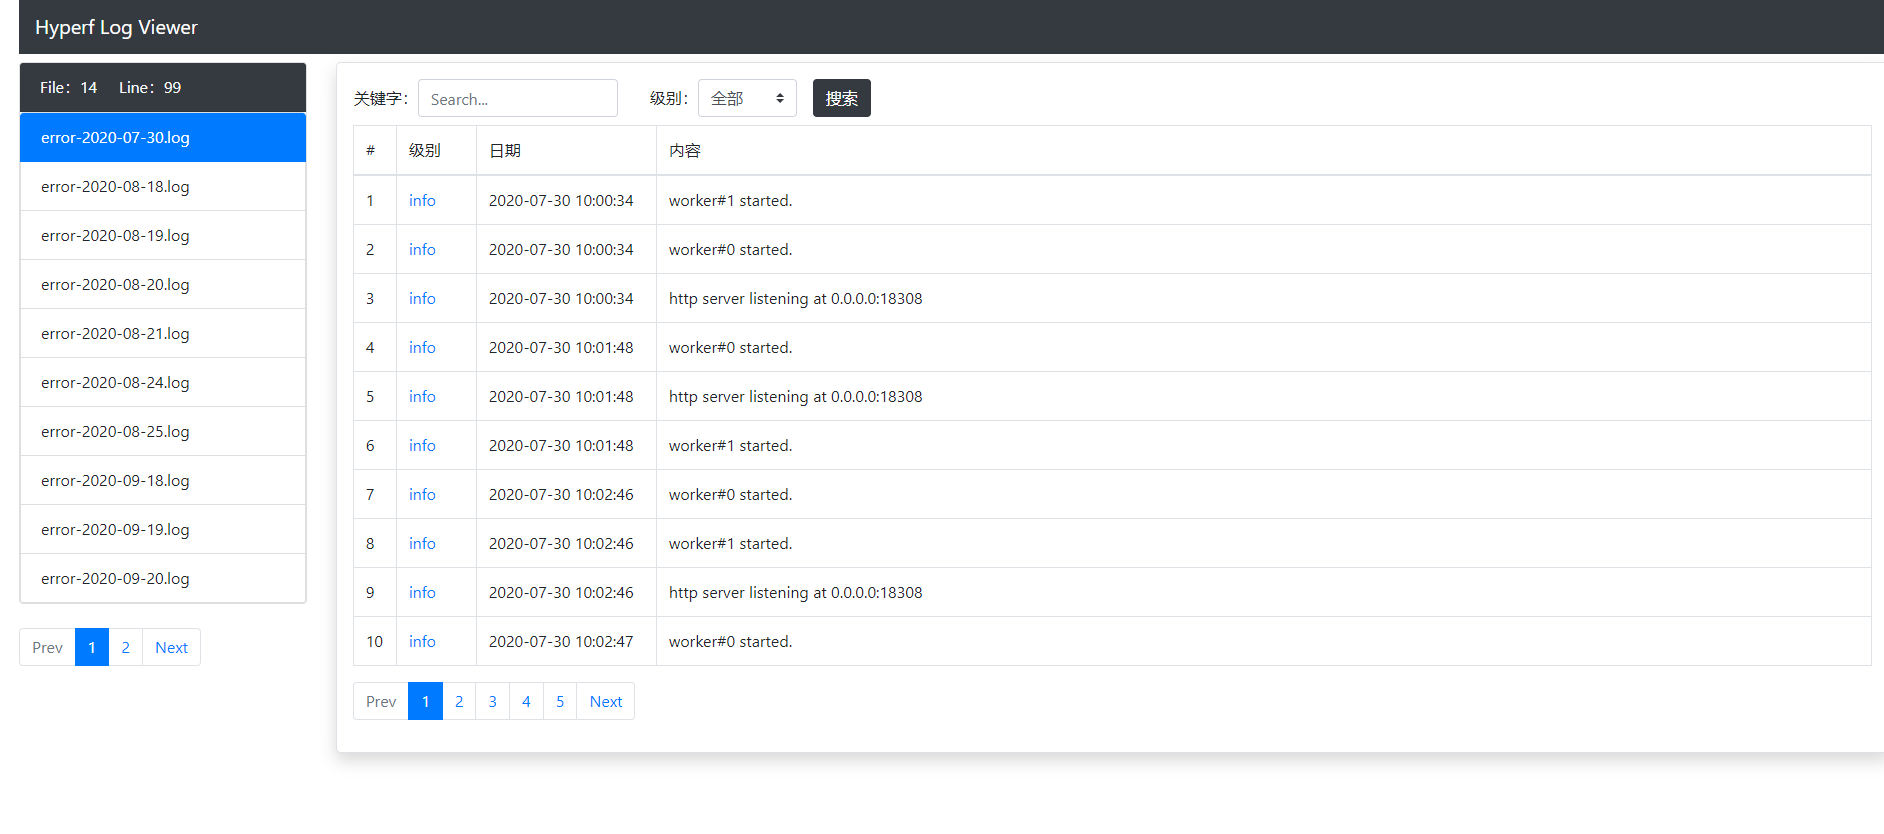 Hyperf Log Viewer
File：14 Line：99
error-2020-07-30.log
error-2020-08-18.log
error-2020-08-19.log
error-2020-08-20.log
error-2020-08-21.log
error-2020-08-24.log
error-2020-08-25.log
error-2020-09-18.log
error-2020-09-19.log
error-2020-09-20.log
Prev 1 2 Next
关键字： Search... 级别： 全部 搜索
# 级别 日期 内容
1 info 2020-07-30 10:00:34 worker#1 started.
2 info 2020-07-30 10:00:34 worker#0 started.
3 info 2020-07-30 10:00:34 http server listening at 0.0.0.0:18308
4 info 2020-07-30 10:01:48 worker#0 started.
5 info 2020-07-30 10:01:48 http server listening at 0.0.0.0:18308
6 info 2020-07-30 10:01:48 worker#1 started.
7 info 2020-07-30 10:02:46 worker#0 started.
8 info 2020-07-30 10:02:46 worker#1 started.
9 info 2020-07-30 10:02:46 http server listening at 0.0.0.0:18308
10 info 2020-07-30 10:02:47 worker#0 started.
Prev 1 2 3 4 5 Next